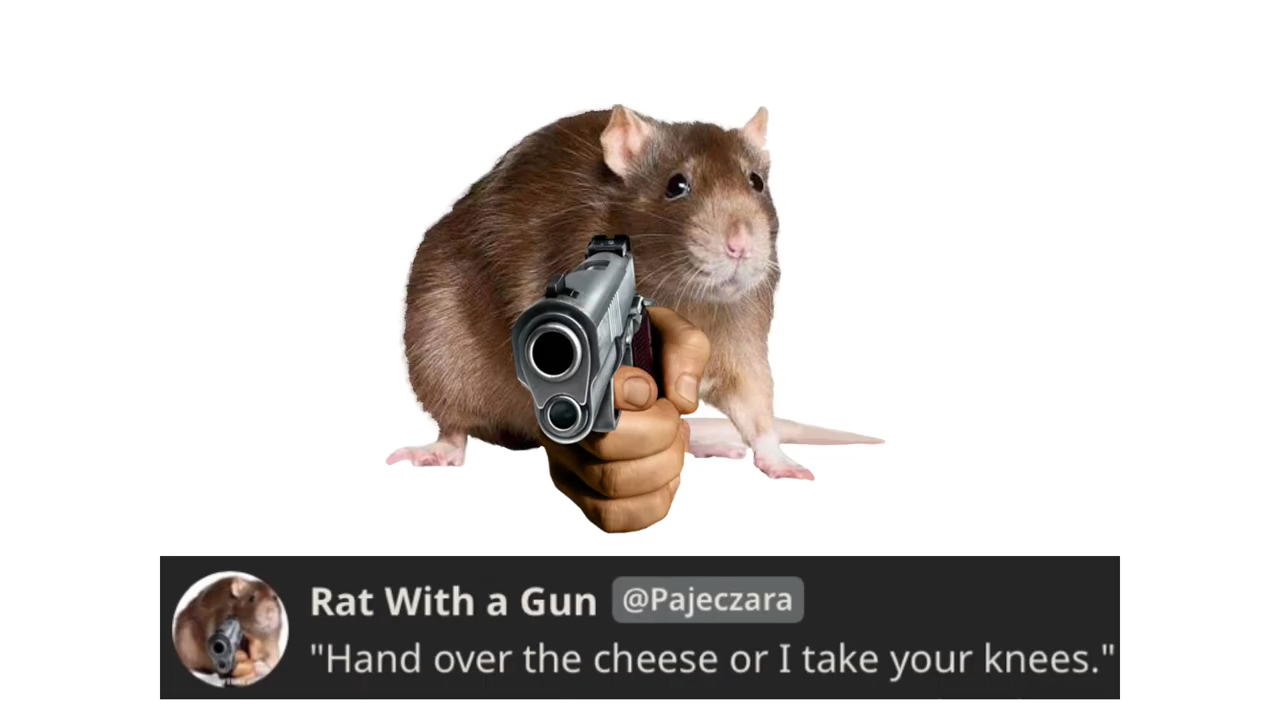 Rat With a Gun @Pajeczara
"Hand over the cheese or I take your knees."